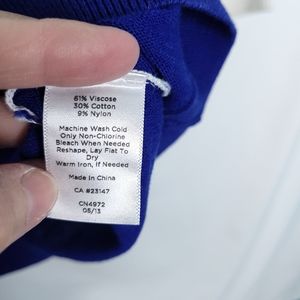 61% Viscose
30% Cotton
9% Nylon
Machine Wash Cold
Only Non-Chlorine
Bleach When Needed
Reshape, Lay Flat To
Dry
Warm Iron, If Needed
Made In China
CA #23147
CN4972
05/13